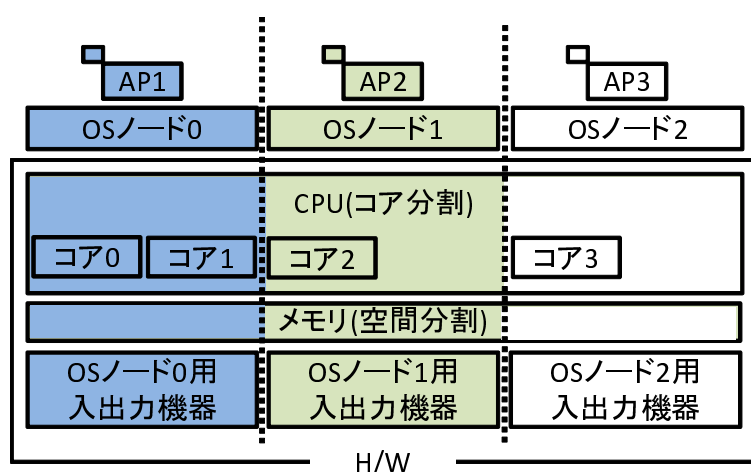 AP1
AP2
AP3
OSノード0
OSノード1
OSノード2
CPU(コア分割)
コア0
コア1
コア2
コア3
メモリ(空間分割)
OSノード0用
入出力機器
OSノード1用
入出力機器
OSノード2用
入出力機器
H/W